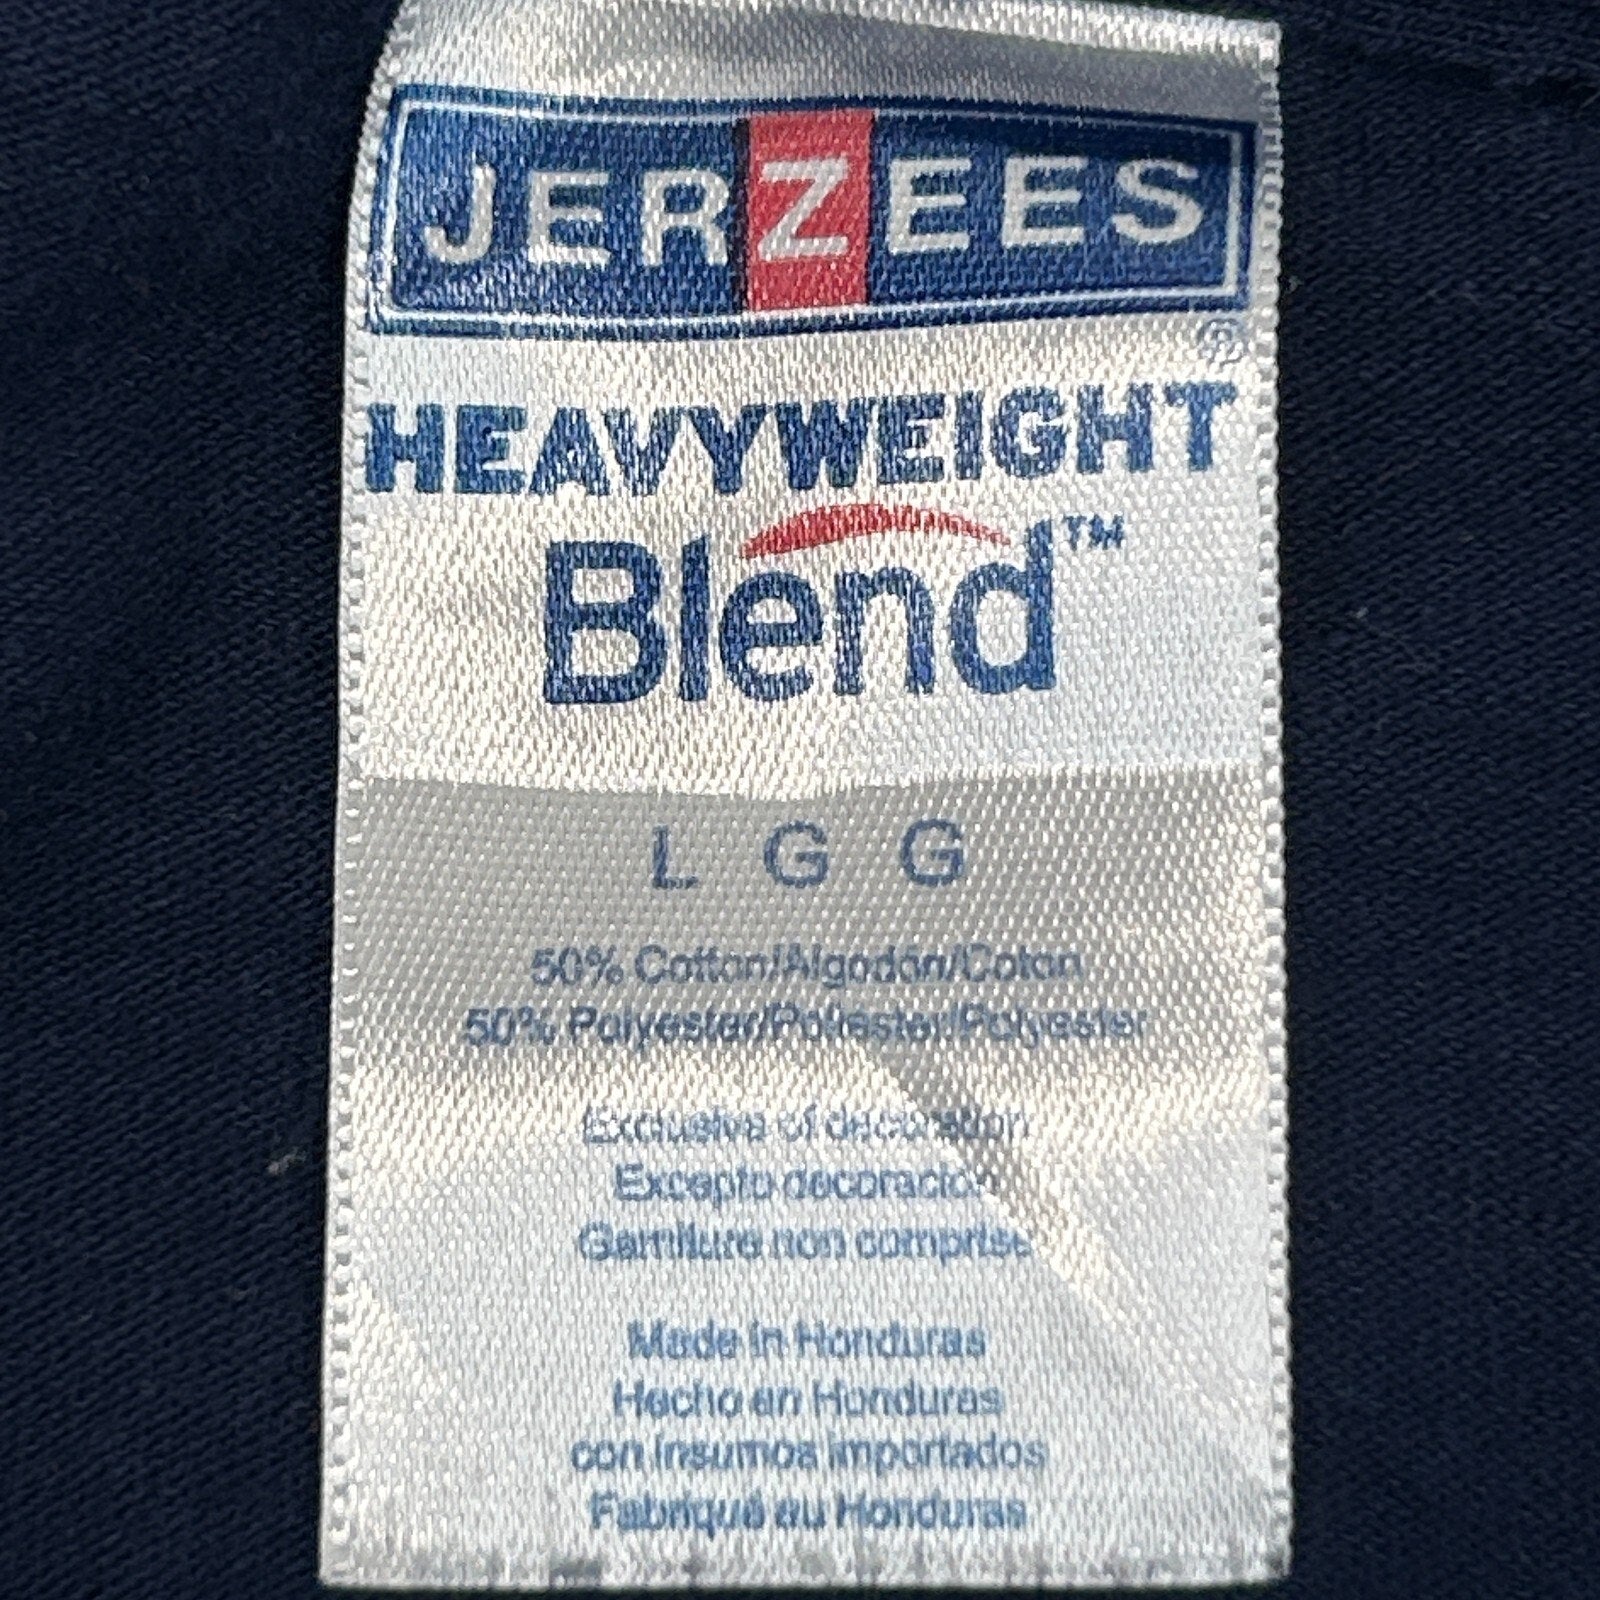 JERZEES
®
HEAVYWEIGHT
Blend™
L G G
50% Cotton/Algodón/Coton
50% Polyester/Poliester/Polyester
Exclusive of decoration
Excepto decoracion
Garniture non comprise
Made in Honduras
Hecho en Honduras
con insumos importados
Fabriqué au Honduras